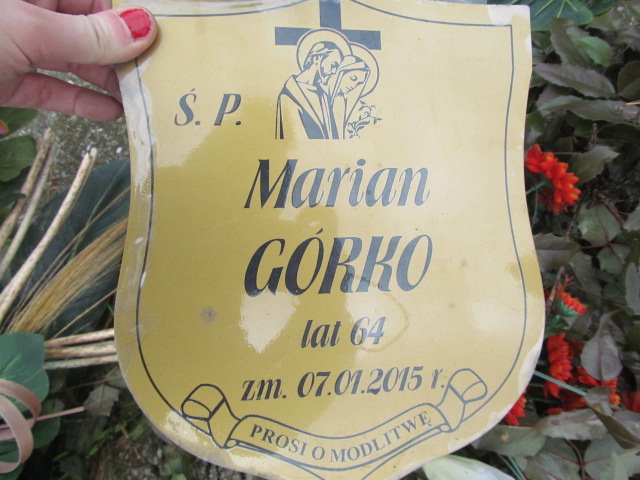 Ś. P.
Marian
GÓRKO
lat 64
zm. 07.01.2015 r.
PROSI O MODLITWĘ